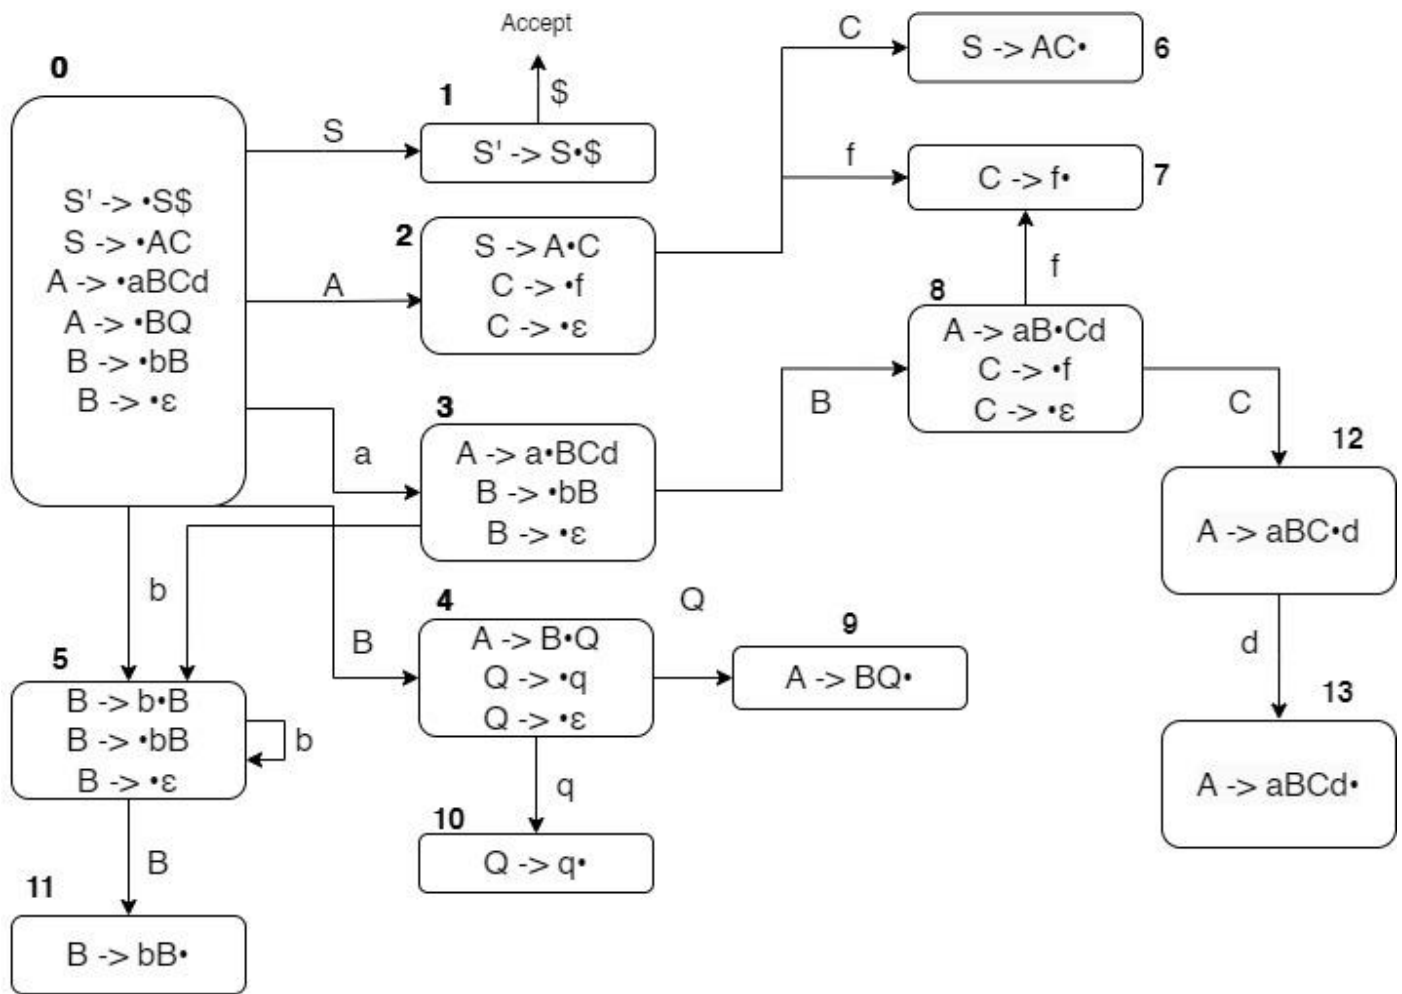 0
S' -> •S$
S -> •AC
A -> •aBCd
A -> •BQ
B -> •bB
B -> •ε
S
A
a
b
B
Accept
$
1
S' -> S•$
2
S -> A•C
C -> •f
C -> •ε
C
f
6
S -> AC•
7
C -> f•
f
3
A -> a•BCd
B -> •bB
B -> •ε
B
8
A -> aB•Cd
C -> •f
C -> •ε
C
12
A -> aBC•d
d
13
A -> aBCd•
4
A -> B•Q
Q -> •q
Q -> •ε
Q
9
A -> BQ•
q
10
Q -> q•
5
B -> b•B
B -> •bB
B -> •ε
b
B
11
B -> bB•